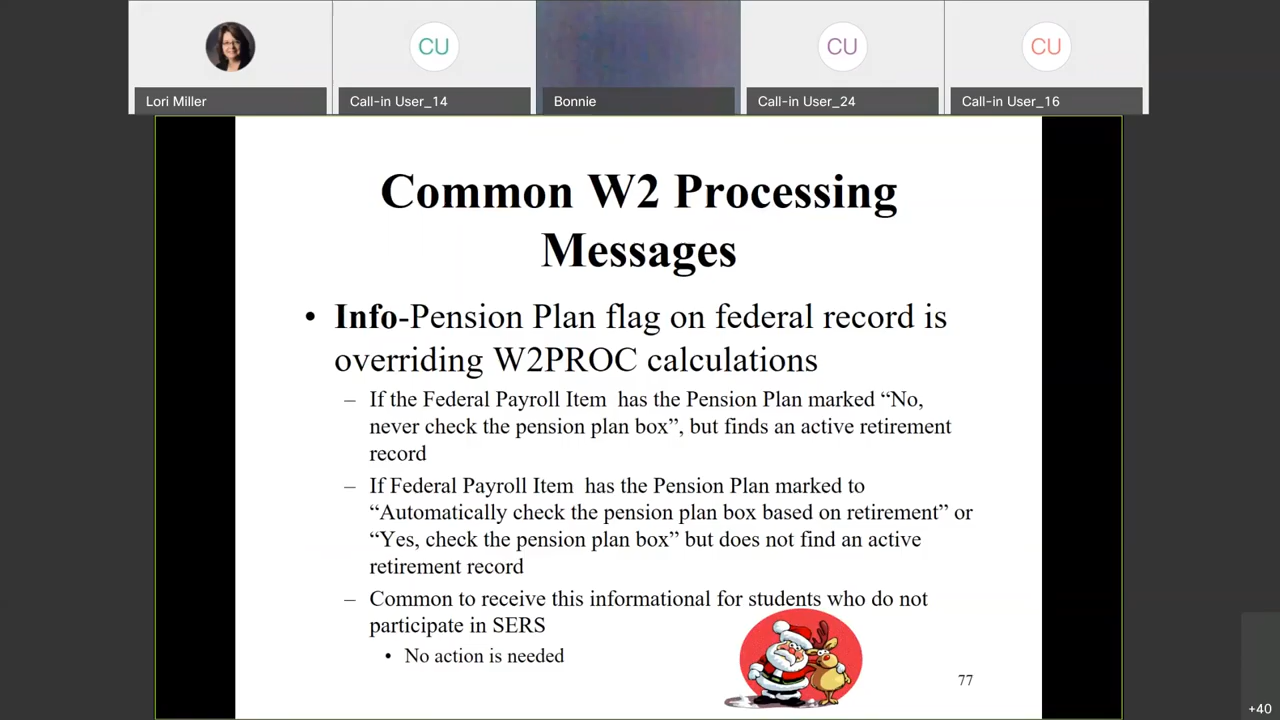 CU
CU
CU
Lori Miller
Call-in User_14
Bonnie
Call-in User_24
Call-in User_16
Common W2 Processing
Messages
• Info-Pension Plan flag on federal record is
overriding W2PROC calculations
– If the Federal Payroll Item has the Pension Plan marked “No,
never check the pension plan box”, but finds an active retirement
record
– If Federal Payroll Item has the Pension Plan marked to
“Automatically check the pension plan box based on retirement” or
“Yes, check the pension plan box” but does not find an active
retirement record
– Common to receive this informational for students who do not
participate in SERS
• No action is needed
77
+40